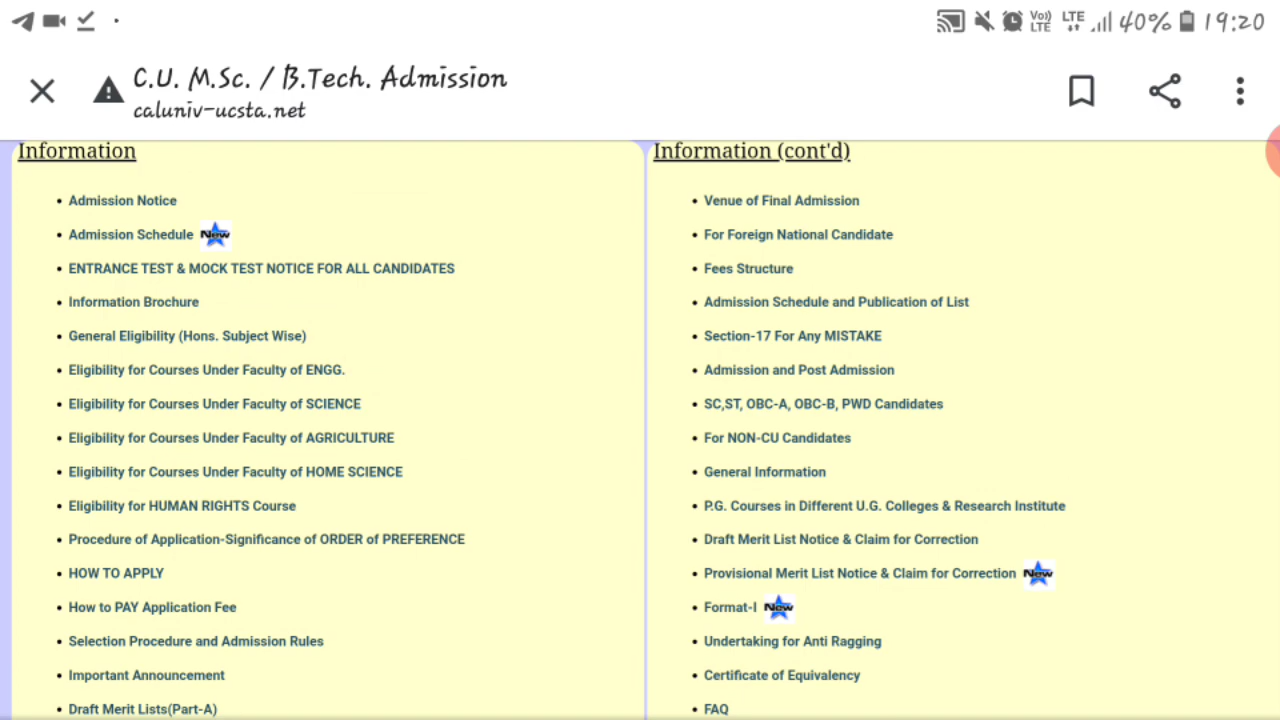 Vo))
LTE
LTE
40%
19:20
C.U. M.Sc. / B.Tech. Admission
caluniv-ucsta.net
Information
Admission Notice
Admission Schedule New
ENTRANCE TEST & MOCK TEST NOTICE FOR ALL CANDIDATES
Information Brochure
General Eligibility (Hons. Subject Wise)
Eligibility for Courses Under Faculty of ENGG.
Eligibility for Courses Under Faculty of SCIENCE
Eligibility for Courses Under Faculty of AGRICULTURE
Eligibility for Courses Under Faculty of HOME SCIENCE
Eligibility for HUMAN RIGHTS Course
Procedure of Application-Significance of ORDER of PREFERENCE
HOW TO APPLY
How to PAY Application Fee
Selection Procedure and Admission Rules
Important Announcement
Draft Merit Lists(Part-A)
Information (cont'd)
Venue of Final Admission
For Foreign National Candidate
Fees Structure
Admission Schedule and Publication of List
Section-17 For Any MISTAKE
Admission and Post Admission
SC,ST, OBC-A, OBC-B, PWD Candidates
For NON-CU Candidates
General Information
P.G. Courses in Different U.G. Colleges & Research Institute
Draft Merit List Notice & Claim for Correction
Provisional Merit List Notice & Claim for Correction New
Format-I New
Undertaking for Anti Ragging
Certificate of Equivalency
FAQ